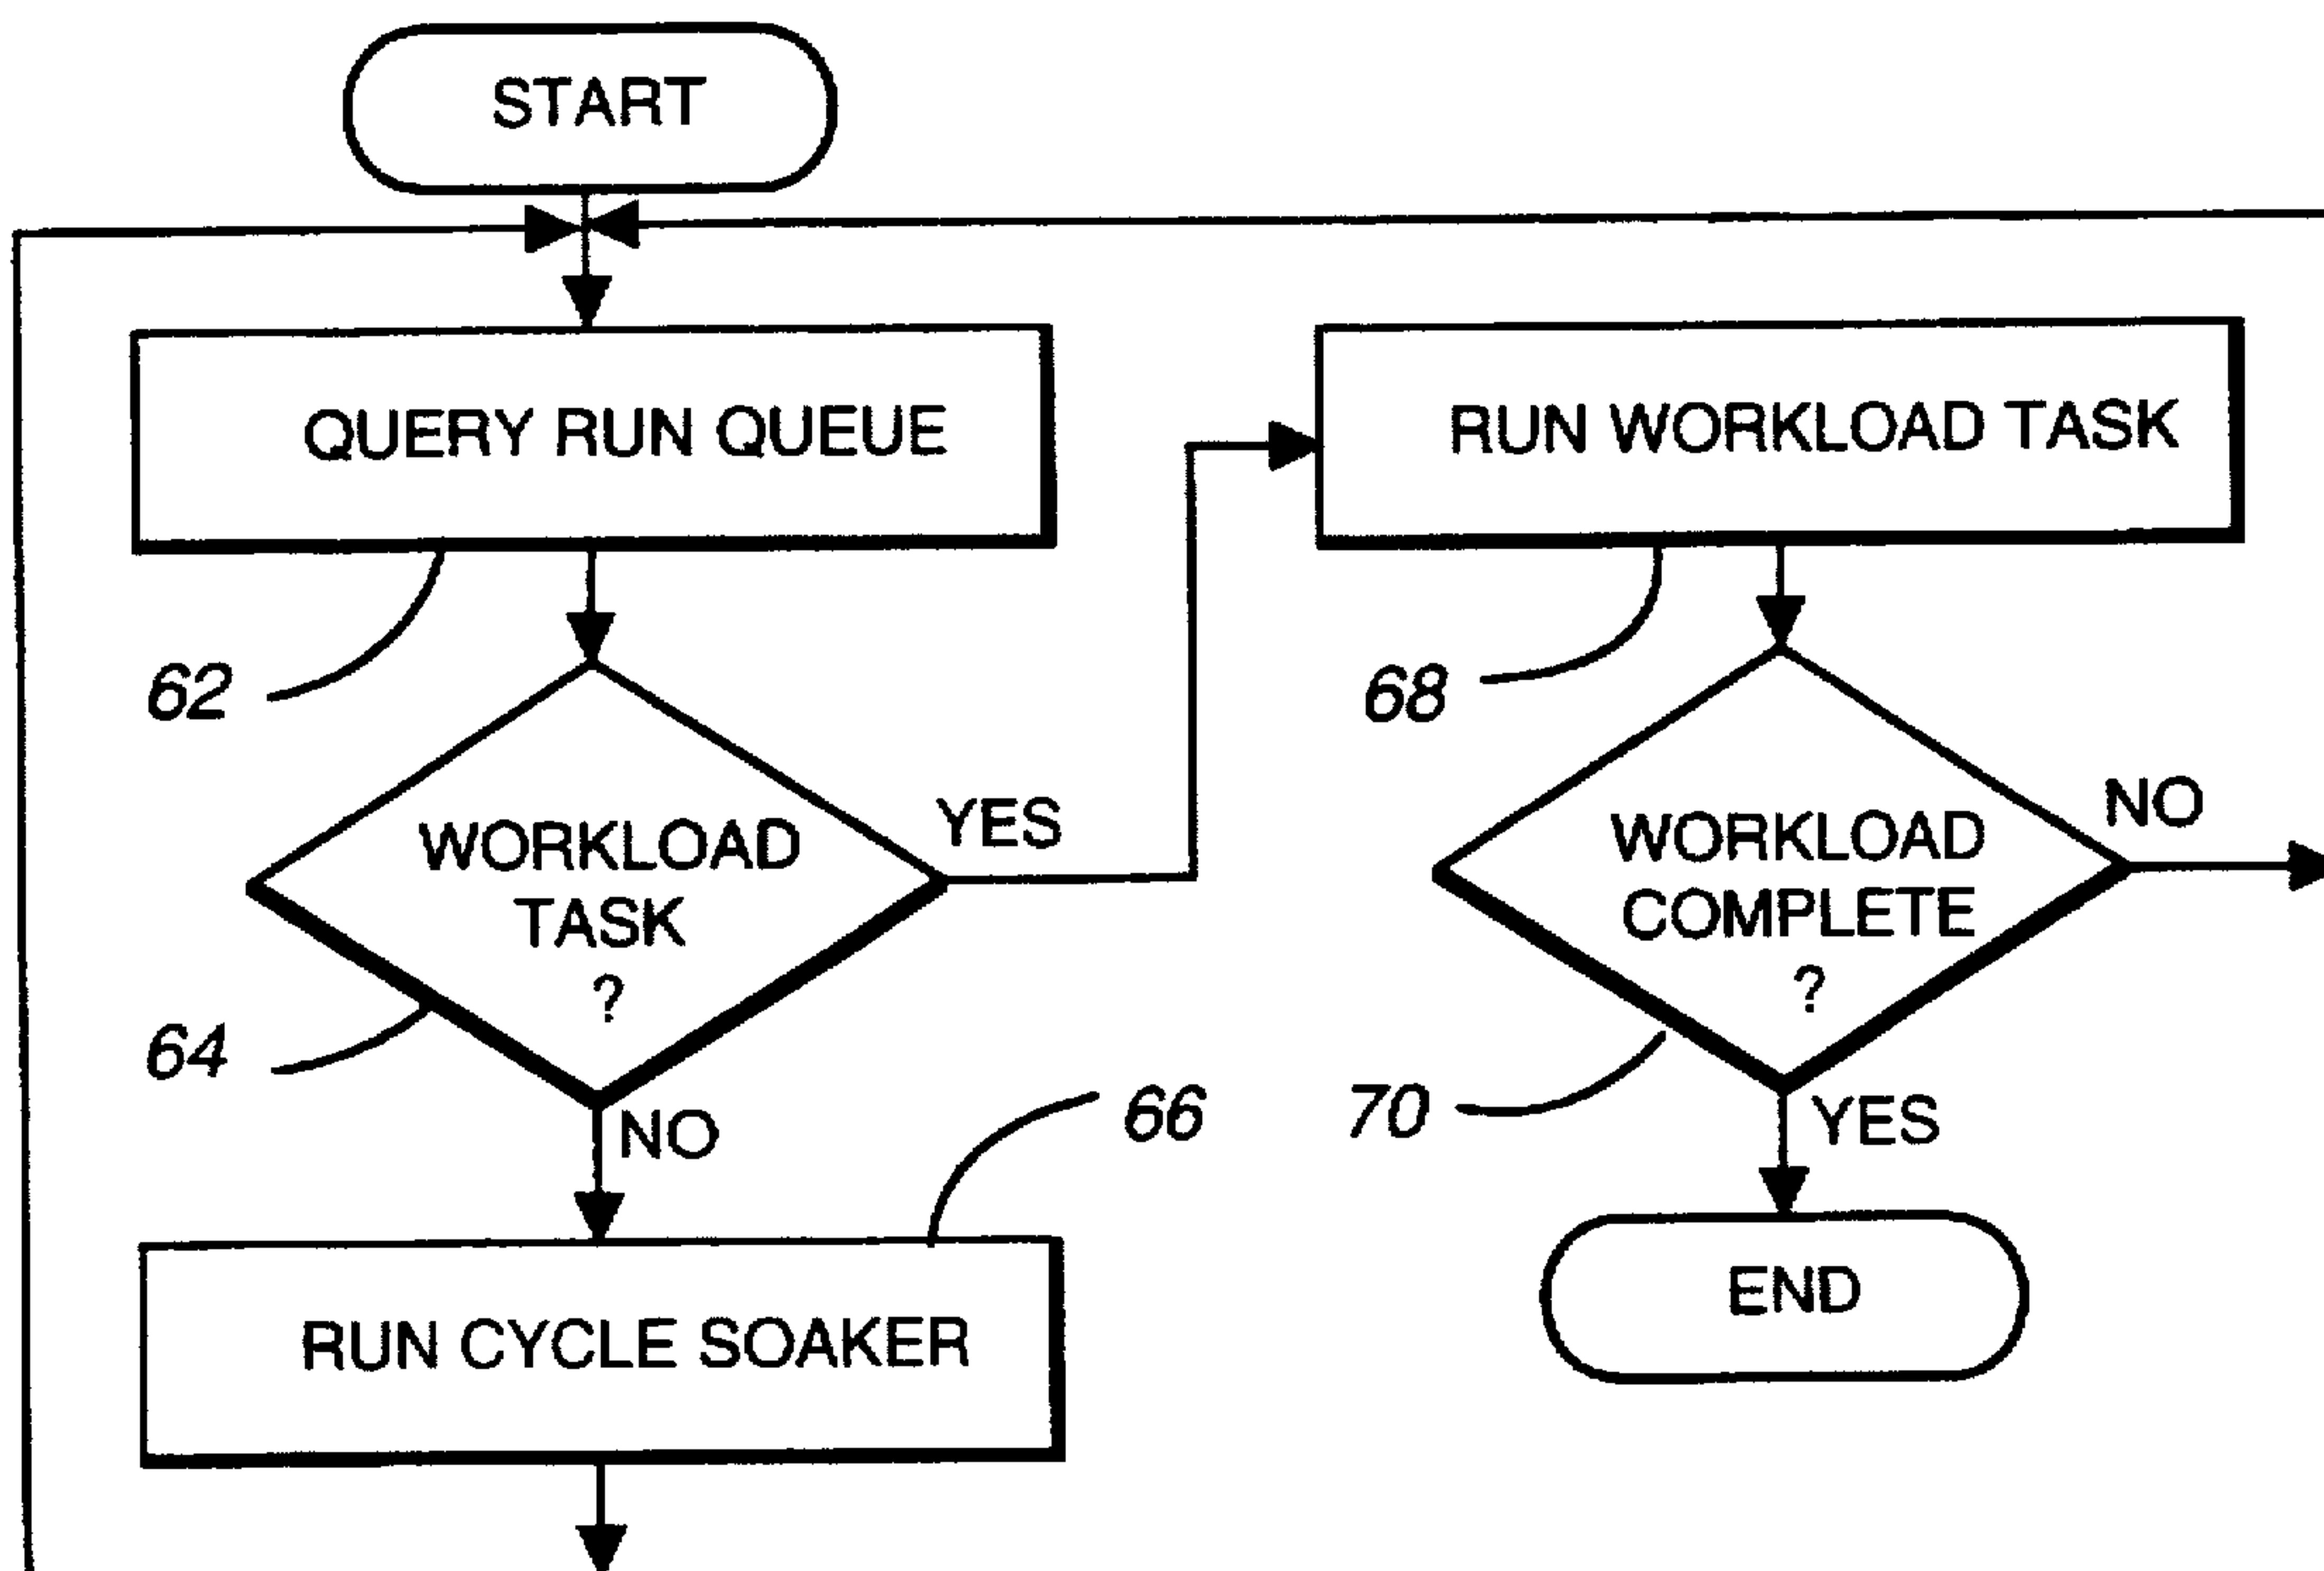 START
QUERY RUN QUEUE
62
WORKLOAD
TASK
?
YES
64
NO
66
RUN CYCLE SOAKER
RUN WORKLOAD TASK
68
WORKLOAD
COMPLETE
?
NO
70
YES
END